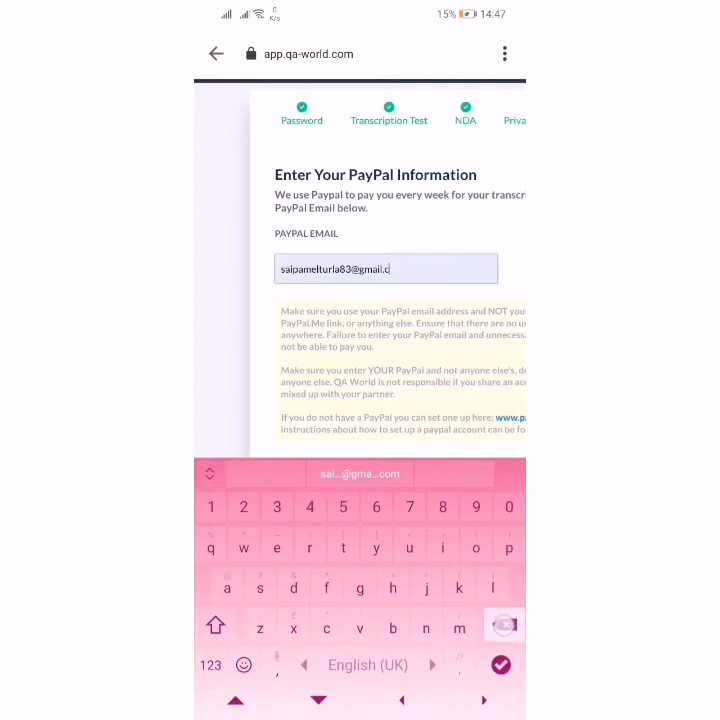 0
K/s
15% 14:47
app.qa-world.com
Password Transcription Test NDA Priva
Enter Your PayPal Information
We use Paypal to pay you every week for your transcr
PayPal Email below.
PAYPAL EMAIL
saipamelturla83@gmail.c
Make sure you use your PayPal email address and NOT you
PayPal.Me link, or anything else. Ensure that there are no u
anywhere. Failure to enter your PayPal email and unnecess
not be able to pay you.
Make sure you enter YOUR PayPal and not anyone else's, d
anyone else. QA World is not responsible if you share an acc
mixed up with your partner.
If you do not have a PayPal you can set one up here: www.pa
instructions about how to set up a paypal account can be fo
sai...@gma...com
1 2 3 4 5 6 7 8 9 0
q w e r t y u i o p
a s d f g h j k l
z x c v b n m
123 , English (UK) .